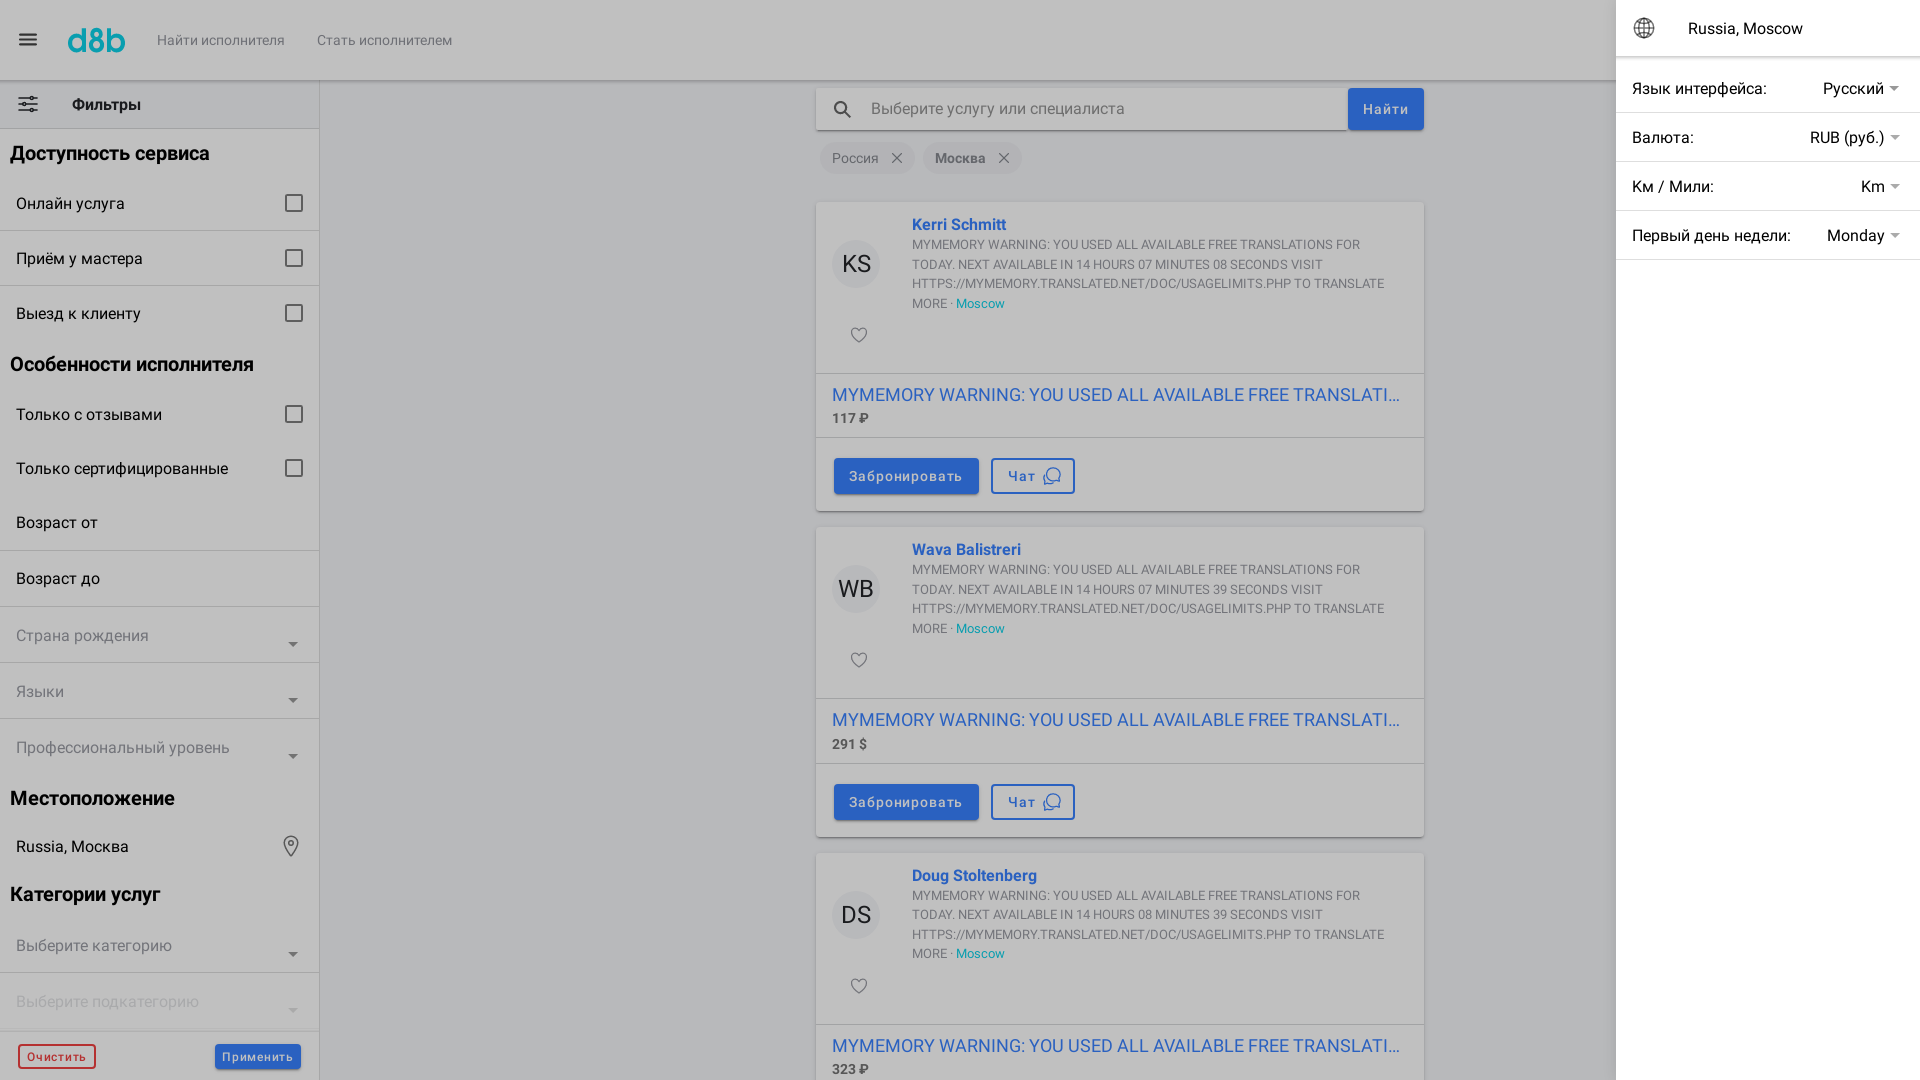 d8b
Найти исполнителя
Стать исполнителем
Фильтры
Доступность сервиса
Онлайн услуга
Приём у мастера
Выезд к клиенту
Особенности исполнителя
Только с отзывами
Только сертифицированные
Возраст от
Возраст до
Страна рождения
Языки
Профессиональный уровень
Местоположение
Russia, Москва
Категории услуг
Выберите категорию
Выберите подкатегорию
Очистить
Применить
Выберите услугу или специалиста
Найти
Россия
Москва
KS
Kerri Schmitt
MYMEMORY WARNING: YOU USED ALL AVAILABLE FREE TRANSLATIONS FOR
TODAY. NEXT AVAILABLE IN 14 HOURS 07 MINUTES 08 SECONDS VISIT
HTTPS://MYMEMORY.TRANSLATED.NET/DOC/USAGELIMITS.PHP TO TRANSLATE
MORE · Moscow
MYMEMORY WARNING: YOU USED ALL AVAILABLE FREE TRANSLATI...
117 ₽
Забронировать
Чат
WB
Wava Balistreri
MYMEMORY WARNING: YOU USED ALL AVAILABLE FREE TRANSLATIONS FOR
TODAY. NEXT AVAILABLE IN 14 HOURS 07 MINUTES 39 SECONDS VISIT
HTTPS://MYMEMORY.TRANSLATED.NET/DOC/USAGELIMITS.PHP TO TRANSLATE
MORE · Moscow
MYMEMORY WARNING: YOU USED ALL AVAILABLE FREE TRANSLATI...
291 $
Забронировать
Чат
DS
Doug Stoltenberg
MYMEMORY WARNING: YOU USED ALL AVAILABLE FREE TRANSLATIONS FOR
TODAY. NEXT AVAILABLE IN 14 HOURS 08 MINUTES 39 SECONDS VISIT
HTTPS://MYMEMORY.TRANSLATED.NET/DOC/USAGELIMITS.PHP TO TRANSLATE
MORE · Moscow
MYMEMORY WARNING: YOU USED ALL AVAILABLE FREE TRANSLATI...
323 ₽
Russia, Moscow
Язык интерфейса: Русский
Валюта: RUB (руб.)
Км / Мили: Km
Первый день недели: Monday